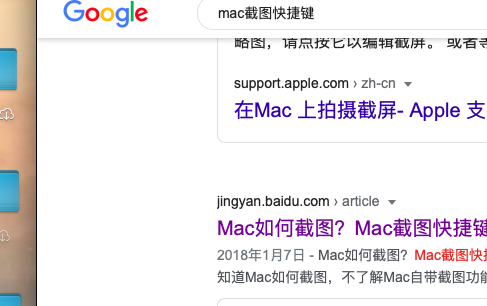 Google
mac截图快捷键
略图，请点按它以编辑截屏。 或者等
support.apple.com › zh-cn
在Mac 上拍摄截屏- Apple 支
jingyan.baidu.com › article
Mac如何截图？Mac截图快捷键
2018年1月7日 - Mac如何截图？Mac截图快捷
知道Mac如何截图，不了解Mac自带截图功能